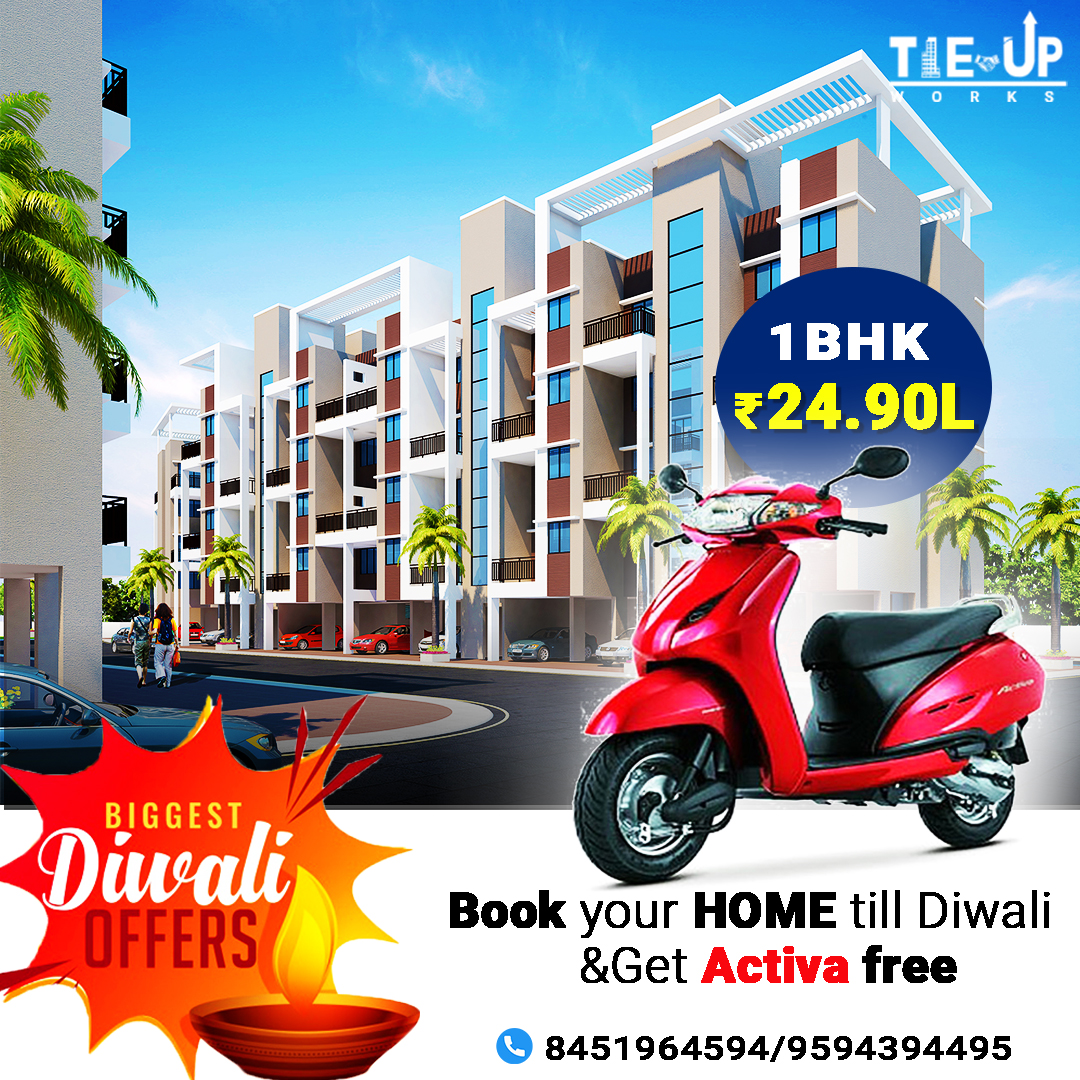 TIE-UP
WORKS
1BHK
₹24.90L
Activa
BIGGEST
Diwali
OFFERS
Book your HOME till Diwali
&Get Activa free
8451964594/9594394495